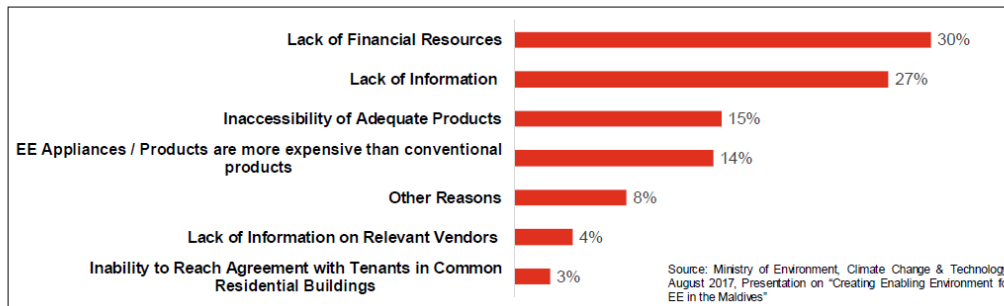 Lack of Financial Resources
30%
Lack of Information
27%
Inaccessibility of Adequate Products
15%
EE Appliances / Products are more expensive than conventional
products
14%
Other Reasons
8%
Lack of Information on Relevant Vendors
4%
Inability to Reach Agreement with Tenants in Common
Residential Buildings
3%
Source: Ministry of Environment, Climate Change &
August 2017, Presentation on "Creating Enabling Environment
EE in the Maldives"